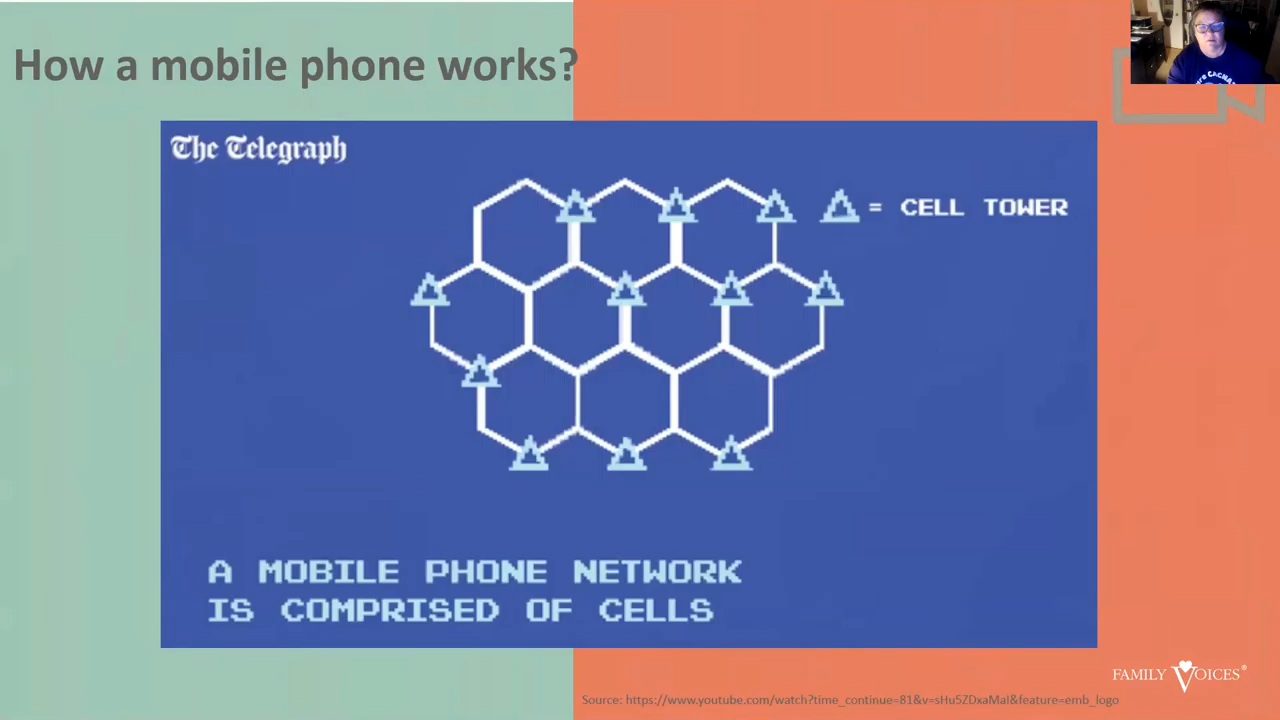 How a mobile phone works?
The Telegraph
= CELL TOWER
A MOBILE PHONE NETWORK
IS COMPRISED OF CELLS
FAMILY VOICES®
Source: https://www.youtube.com/watch?time_continue=81&v=sHu5ZDxaMaI&feature=emb_logo